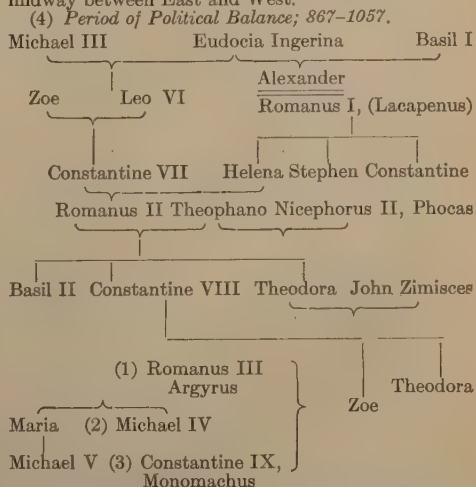 midway between East and West.
(4) Period of Political Balance; 867–1057.
Michael III Eudocia Ingerina Basil I
Alexander
Zoe Leo VI
Romanus I, (Lacapenus)
Constantine VII Helena Stephen Constantine
Romanus II Theophano Nicephorus II, Phocas
Basil II Constantine VIII Theodora John Zimisces
(1) Romanus III
Argyrus
Theodora
Zoe
Maria (2) Michael IV
Michael V (3) Constantine IX,
Monomachus